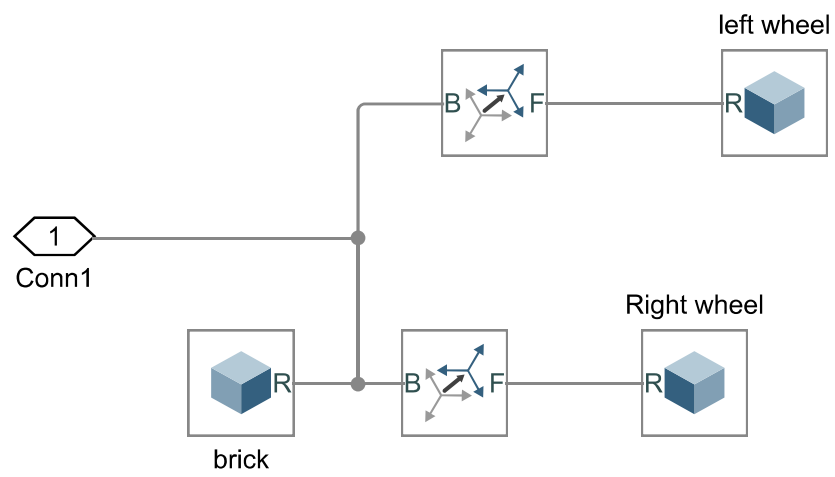 left wheel
B F R
1
Conn1
Right wheel
R B F R
brick